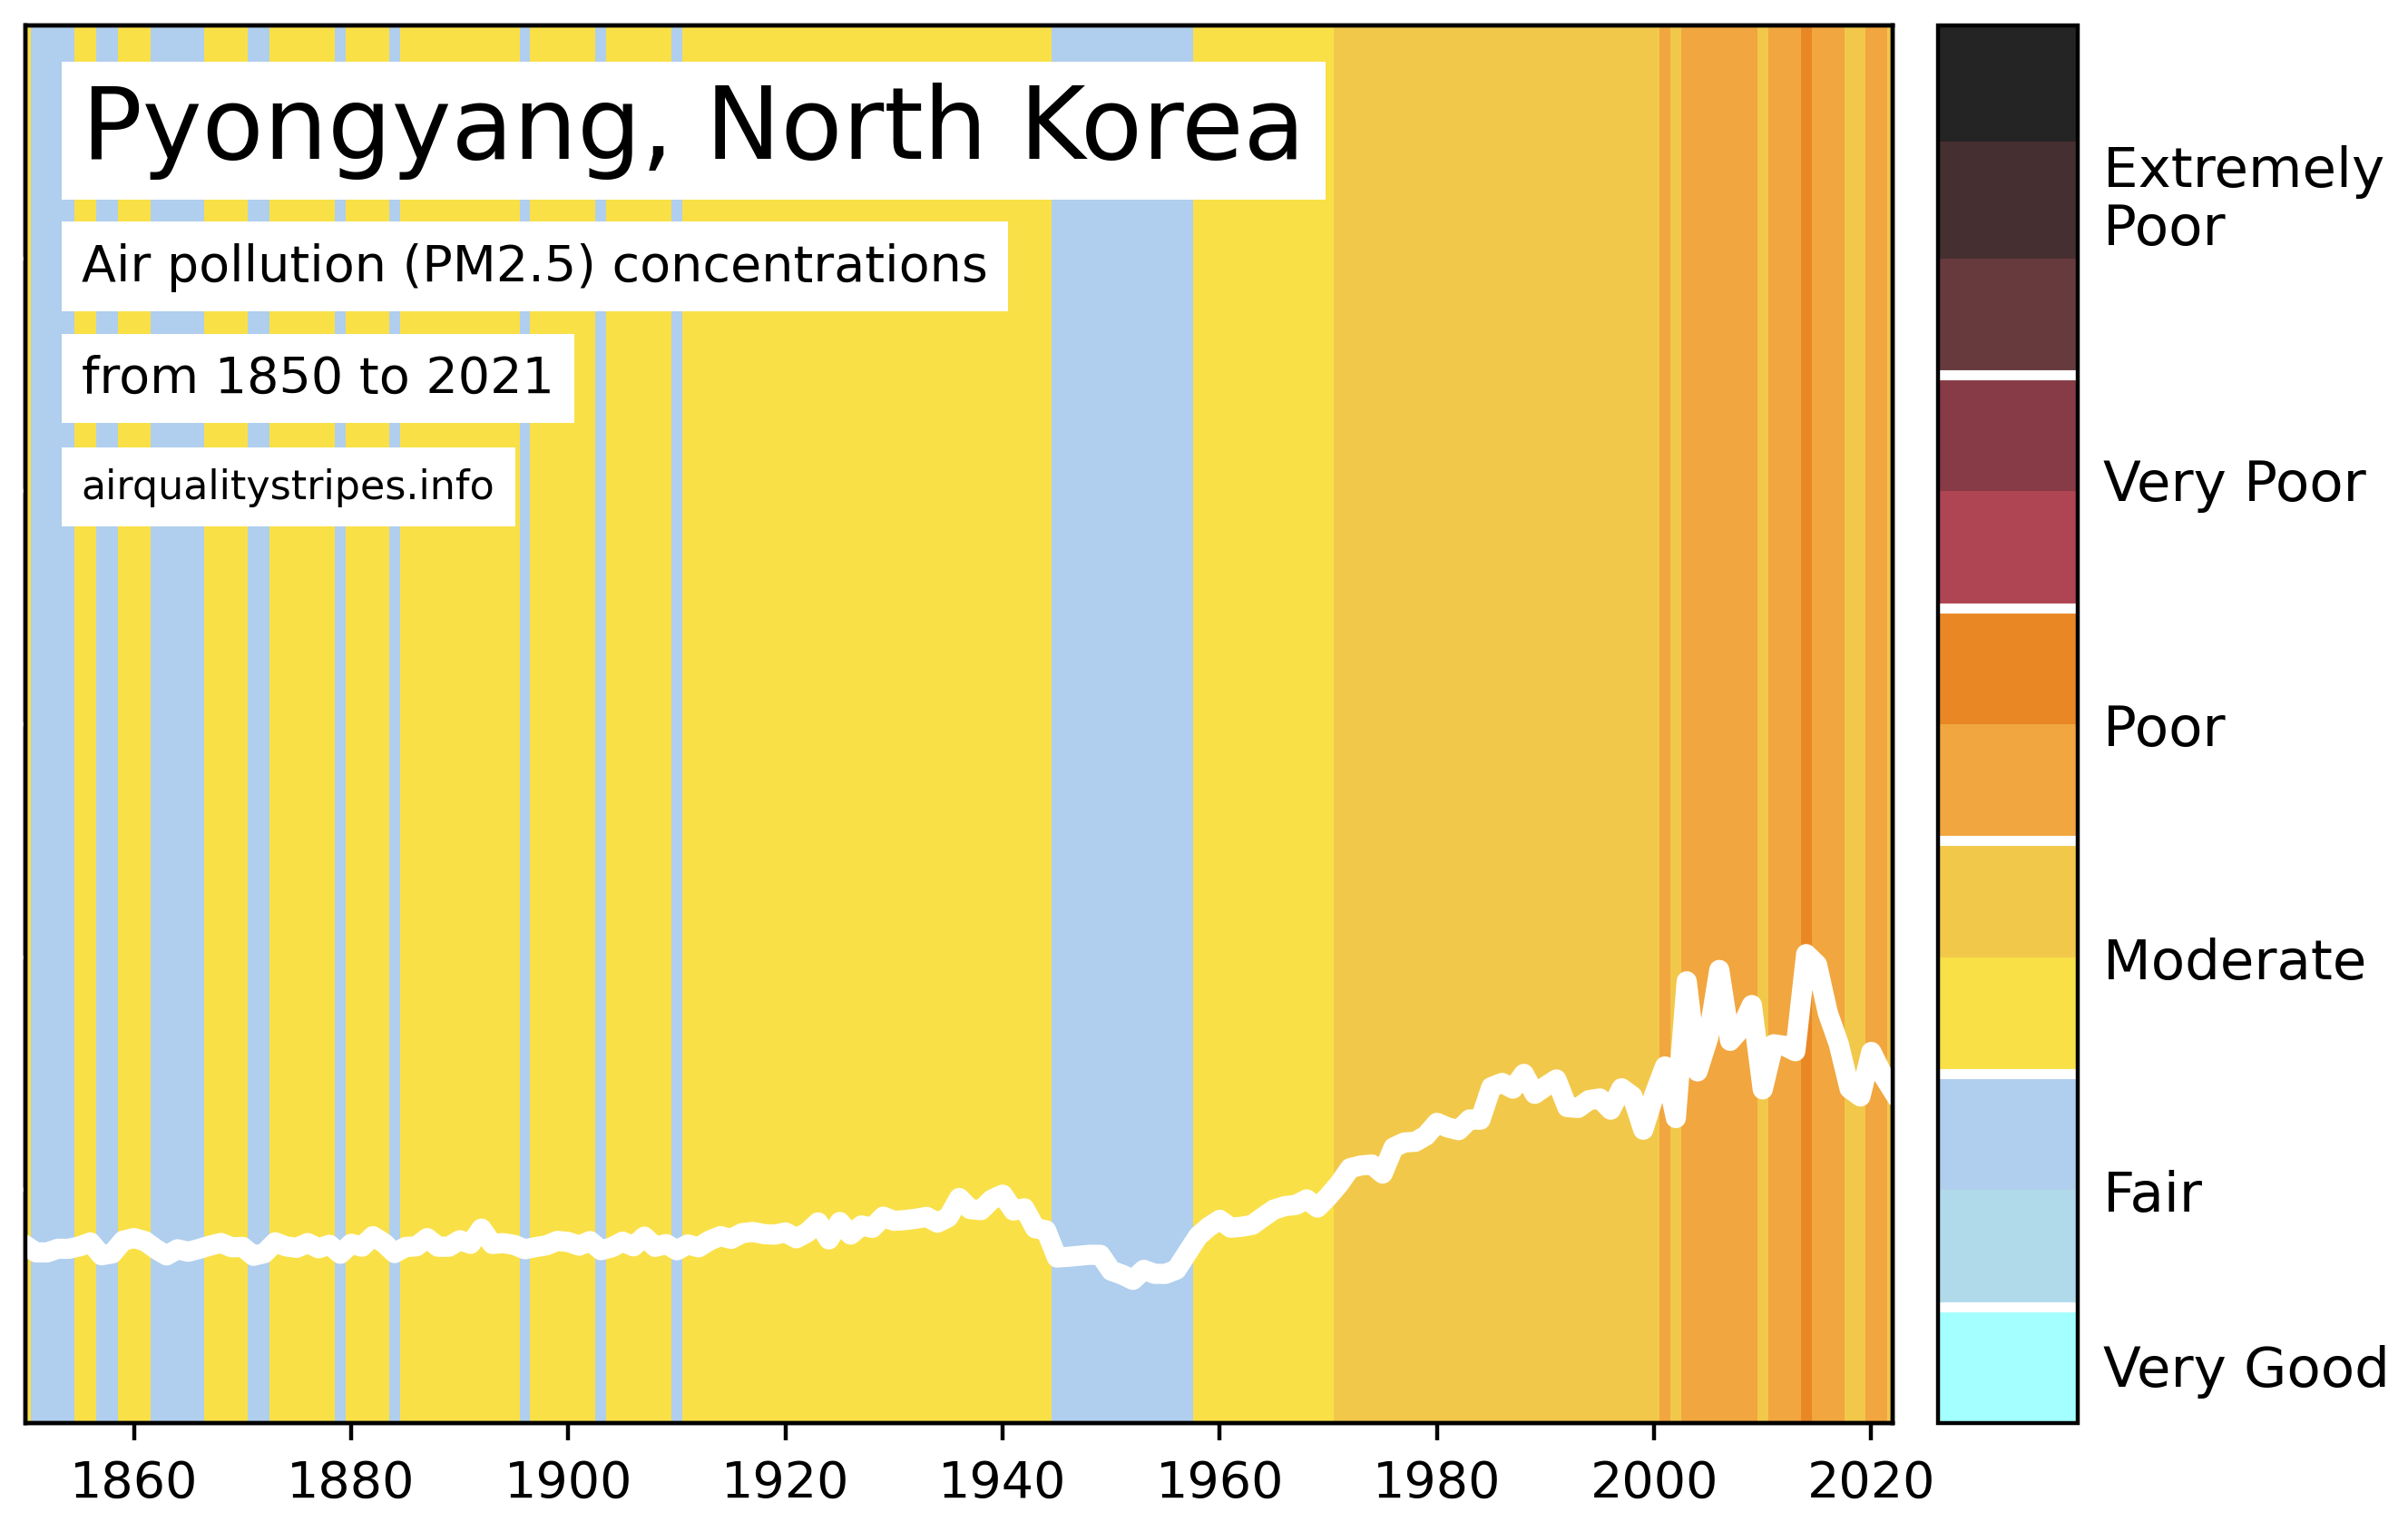 Pyongyang, North Korea
Air pollution (PM2.5) concentrations
from 1850 to 2021
airqualitystripes.info
Extremely
Poor
Very Poor
Poor
Moderate
Fair
Very Good
1860 1880 1900 1920 1940 1960 1980 2000 2020